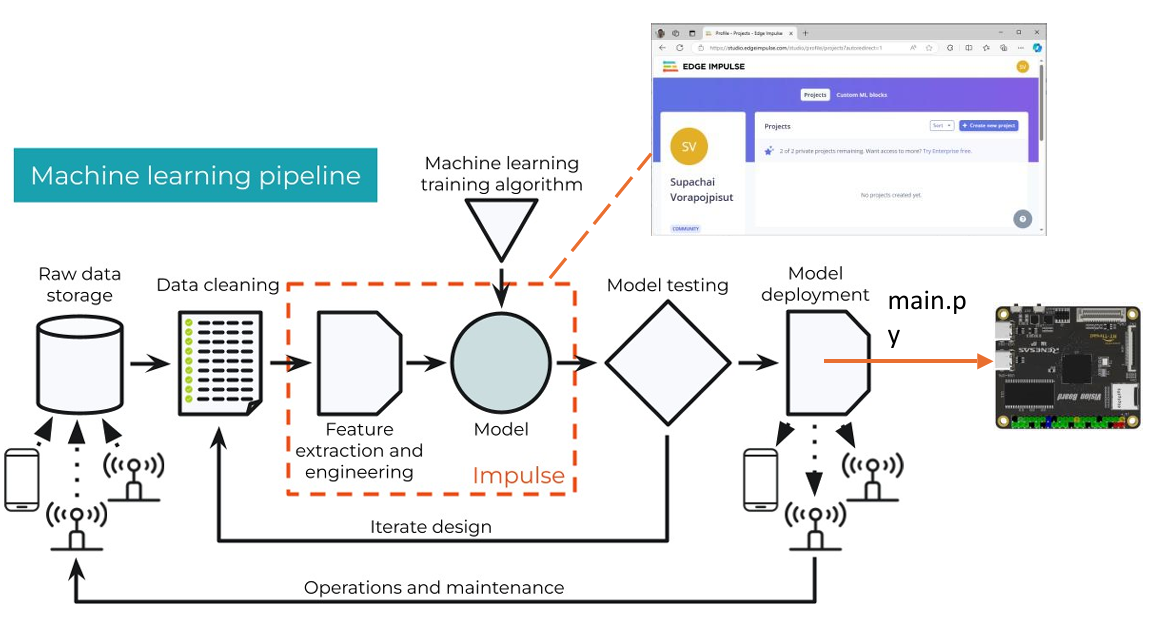 Profile - Projects - Edge Impulse
https://studio.edgeimpulse.com/studio/profile/projects?autoredirect=1
EDGE IMPULSE
SV
Projects
Custom ML blocks
SV
Supachai
Vorapojpisut
COMMUNITY
Projects
Sort
+ Create new project
2 of 2 private projects remaining. Want access to more? Try Enterprise free.
No projects created yet.
Machine learning pipeline
Machine learning
training algorithm
Raw data
storage
Data cleaning
Model testing
Model
deployment
main.p
y
Feature
extraction and
engineering
Model
Impulse
Iterate design
Operations and maintenance
RENESAS
RT-Thread
Vision Board